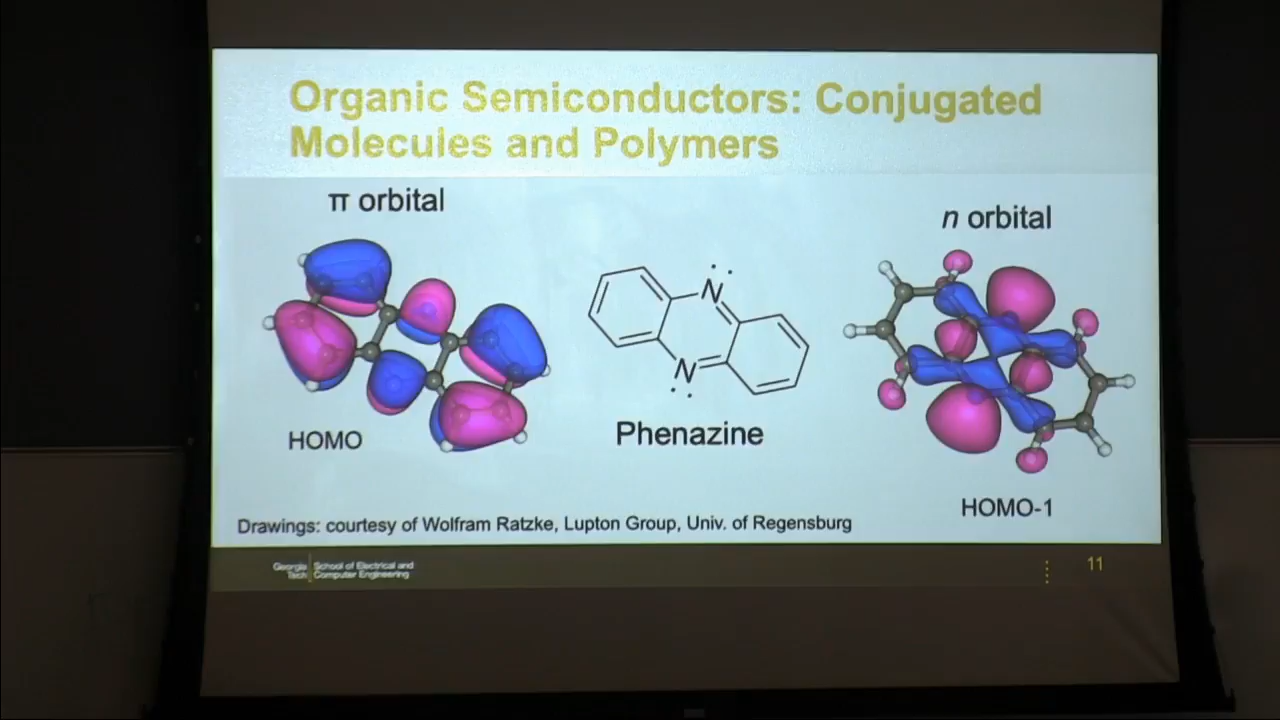 Organic Semiconductors: Conjugated
Molecules and Polymers
π orbital
n orbital
N
N
HOMO
Phenazine
HOMO-1
Drawings: courtesy of Wolfram Ratzke, Lupton Group, Univ. of Regensburg
Georgia
Tech
School of Electrical and
Computer Engineering
11